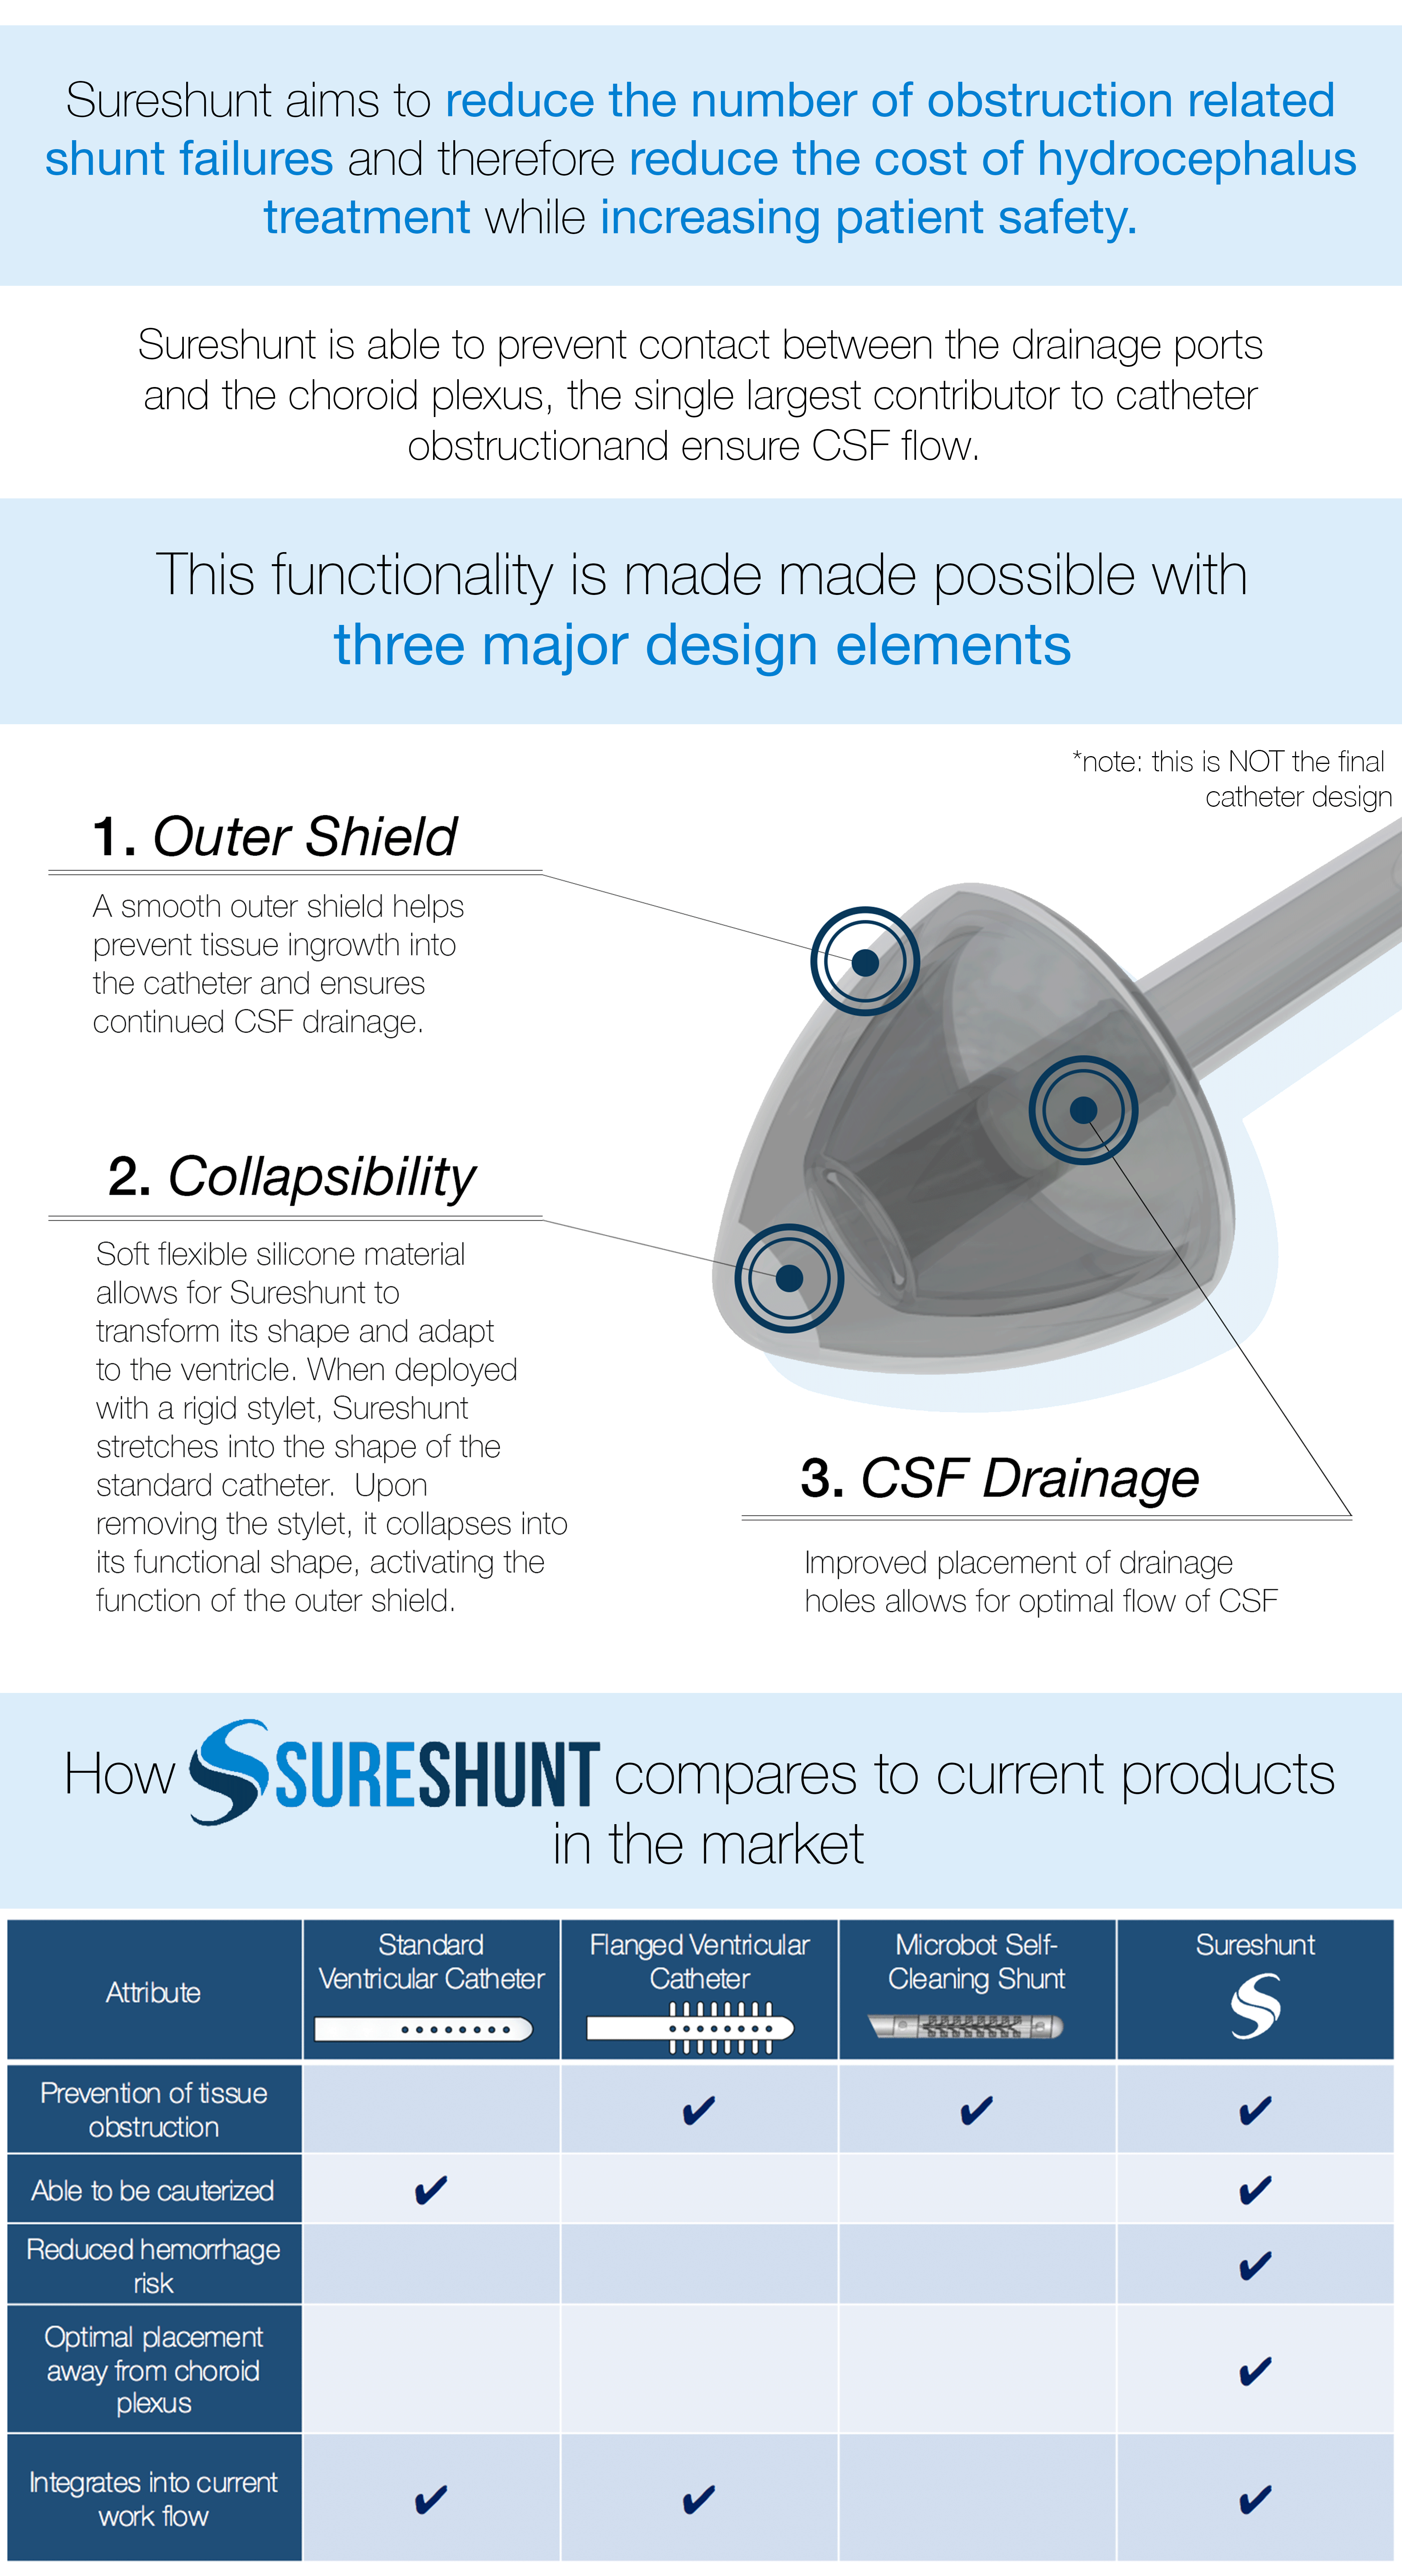 Sureshunt aims to reduce the number of obstruction related
shunt failures and therefore reduce the cost of hydrocephalus
treatment while increasing patient safety.
Sureshunt is able to prevent contact between the drainage ports
and the choroid plexus, the single largest contributor to catheter
obstructionand ensure CSF flow.
This functionality is made made possible with
three major design elements
*note: this is NOT the final
catheter design
1. Outer Shield
A smooth outer shield helps
prevent tissue ingrowth into
the catheter and ensures
continued CSF drainage.
2. Collapsibility
Soft flexible silicone material
allows for Sureshunt to
transform its shape and adapt
to the ventricle. When deployed
with a rigid stylet, Sureshunt
stretches into the shape of the
standard catheter. Upon
removing the stylet, it collapses into
its functional shape, activating the
function of the outer shield.
3. CSF Drainage
Improved placement of drainage
holes allows for optimal flow of CSF
How SURESHUNT compares to current products
in the market
Attribute
Standard
Ventricular Catheter
Flanged Ventricular
Catheter
Microbot Self-
Cleaning Shunt
Sureshunt
Prevention of tissue
obstruction
✔ ✔ ✔
Able to be cauterized
✔ ✔
Reduced hemorrhage
risk
✔
Optimal placement
away from choroid
plexus
✔
Integrates into current
work flow
✔ ✔ ✔